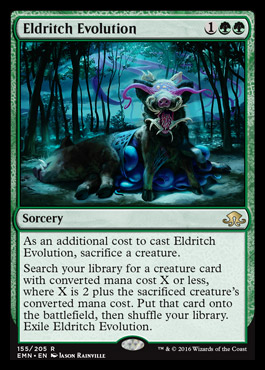 Eldritch Evolution 1
Sorcery
As an additional cost to cast Eldritch
Evolution, sacrifice a creature.
Search your library for a creature card
with converted mana cost X or less,
where X is 2 plus the sacrificed creature's
converted mana cost. Put that card onto
the battlefield, then shuffle your library.
Exile Eldritch Evolution.
155/205 R
EMN • EN Jason Rainville
™ & © 2016 Wizards of the Coast